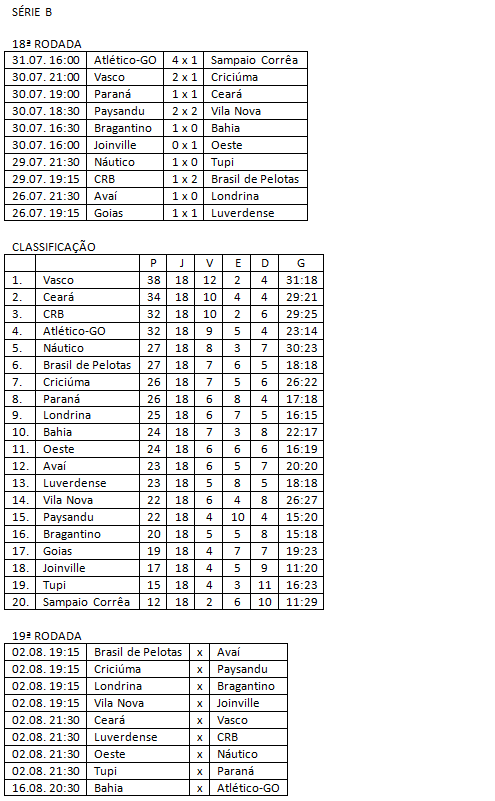 SÉRIE B
18ª RODADA
31.07. 16:00 Atlético-GO 4 x 1 Sampaio Corrêa
30.07. 21:00 Vasco 2 x 1 Criciúma
30.07. 19:00 Paraná 1 x 1 Ceará
30.07. 18:30 Paysandu 2 x 2 Vila Nova
30.07. 16:30 Bragantino 1 x 0 Bahia
30.07. 16:00 Joinville 0 x 1 Oeste
29.07. 21:30 Náutico 1 x 0 Tupi
29.07. 19:15 CRB 1 x 2 Brasil de Pelotas
26.07. 21:30 Avaí 1 x 0 Londrina
26.07. 19:15 Goias 1 x 1 Luverdense
CLASSIFICAÇÃO
P J V E D G
1. Vasco 38 18 12 2 4 31:18
2. Ceará 34 18 10 4 4 29:21
3. CRB 32 18 10 2 6 29:25
4. Atlético-GO 32 18 9 5 4 23:14
5. Náutico 27 18 8 3 7 30:23
6. Brasil de Pelotas 27 18 7 6 5 18:18
7. Criciúma 26 18 7 5 6 26:22
8. Paraná 26 18 6 8 4 17:18
9. Londrina 25 18 6 7 5 16:15
10. Bahia 24 18 7 3 8 22:17
11. Oeste 24 18 6 6 6 16:19
12. Avaí 23 18 6 5 7 20:20
13. Luverdense 23 18 5 8 5 18:18
14. Vila Nova 22 18 6 4 8 26:27
15. Paysandu 22 18 4 10 4 15:20
16. Bragantino 20 18 5 5 8 15:18
17. Goias 19 18 4 7 7 19:23
18. Joinville 17 18 4 5 9 11:20
19. Tupi 15 18 4 3 11 16:23
20. Sampaio Corrêa 12 18 2 6 10 11:29
19ª RODADA
02.08. 19:15 Brasil de Pelotas x Avaí
02.08. 19:15 Criciúma x Paysandu
02.08. 19:15 Londrina x Bragantino
02.08. 19:15 Vila Nova x Joinville
02.08. 21:30 Ceará x Vasco
02.08. 21:30 Luverdense x CRB
02.08. 21:30 Oeste x Náutico
02.08. 21:30 Tupi x Paraná
16.08. 20:30 Bahia x Atlético-GO